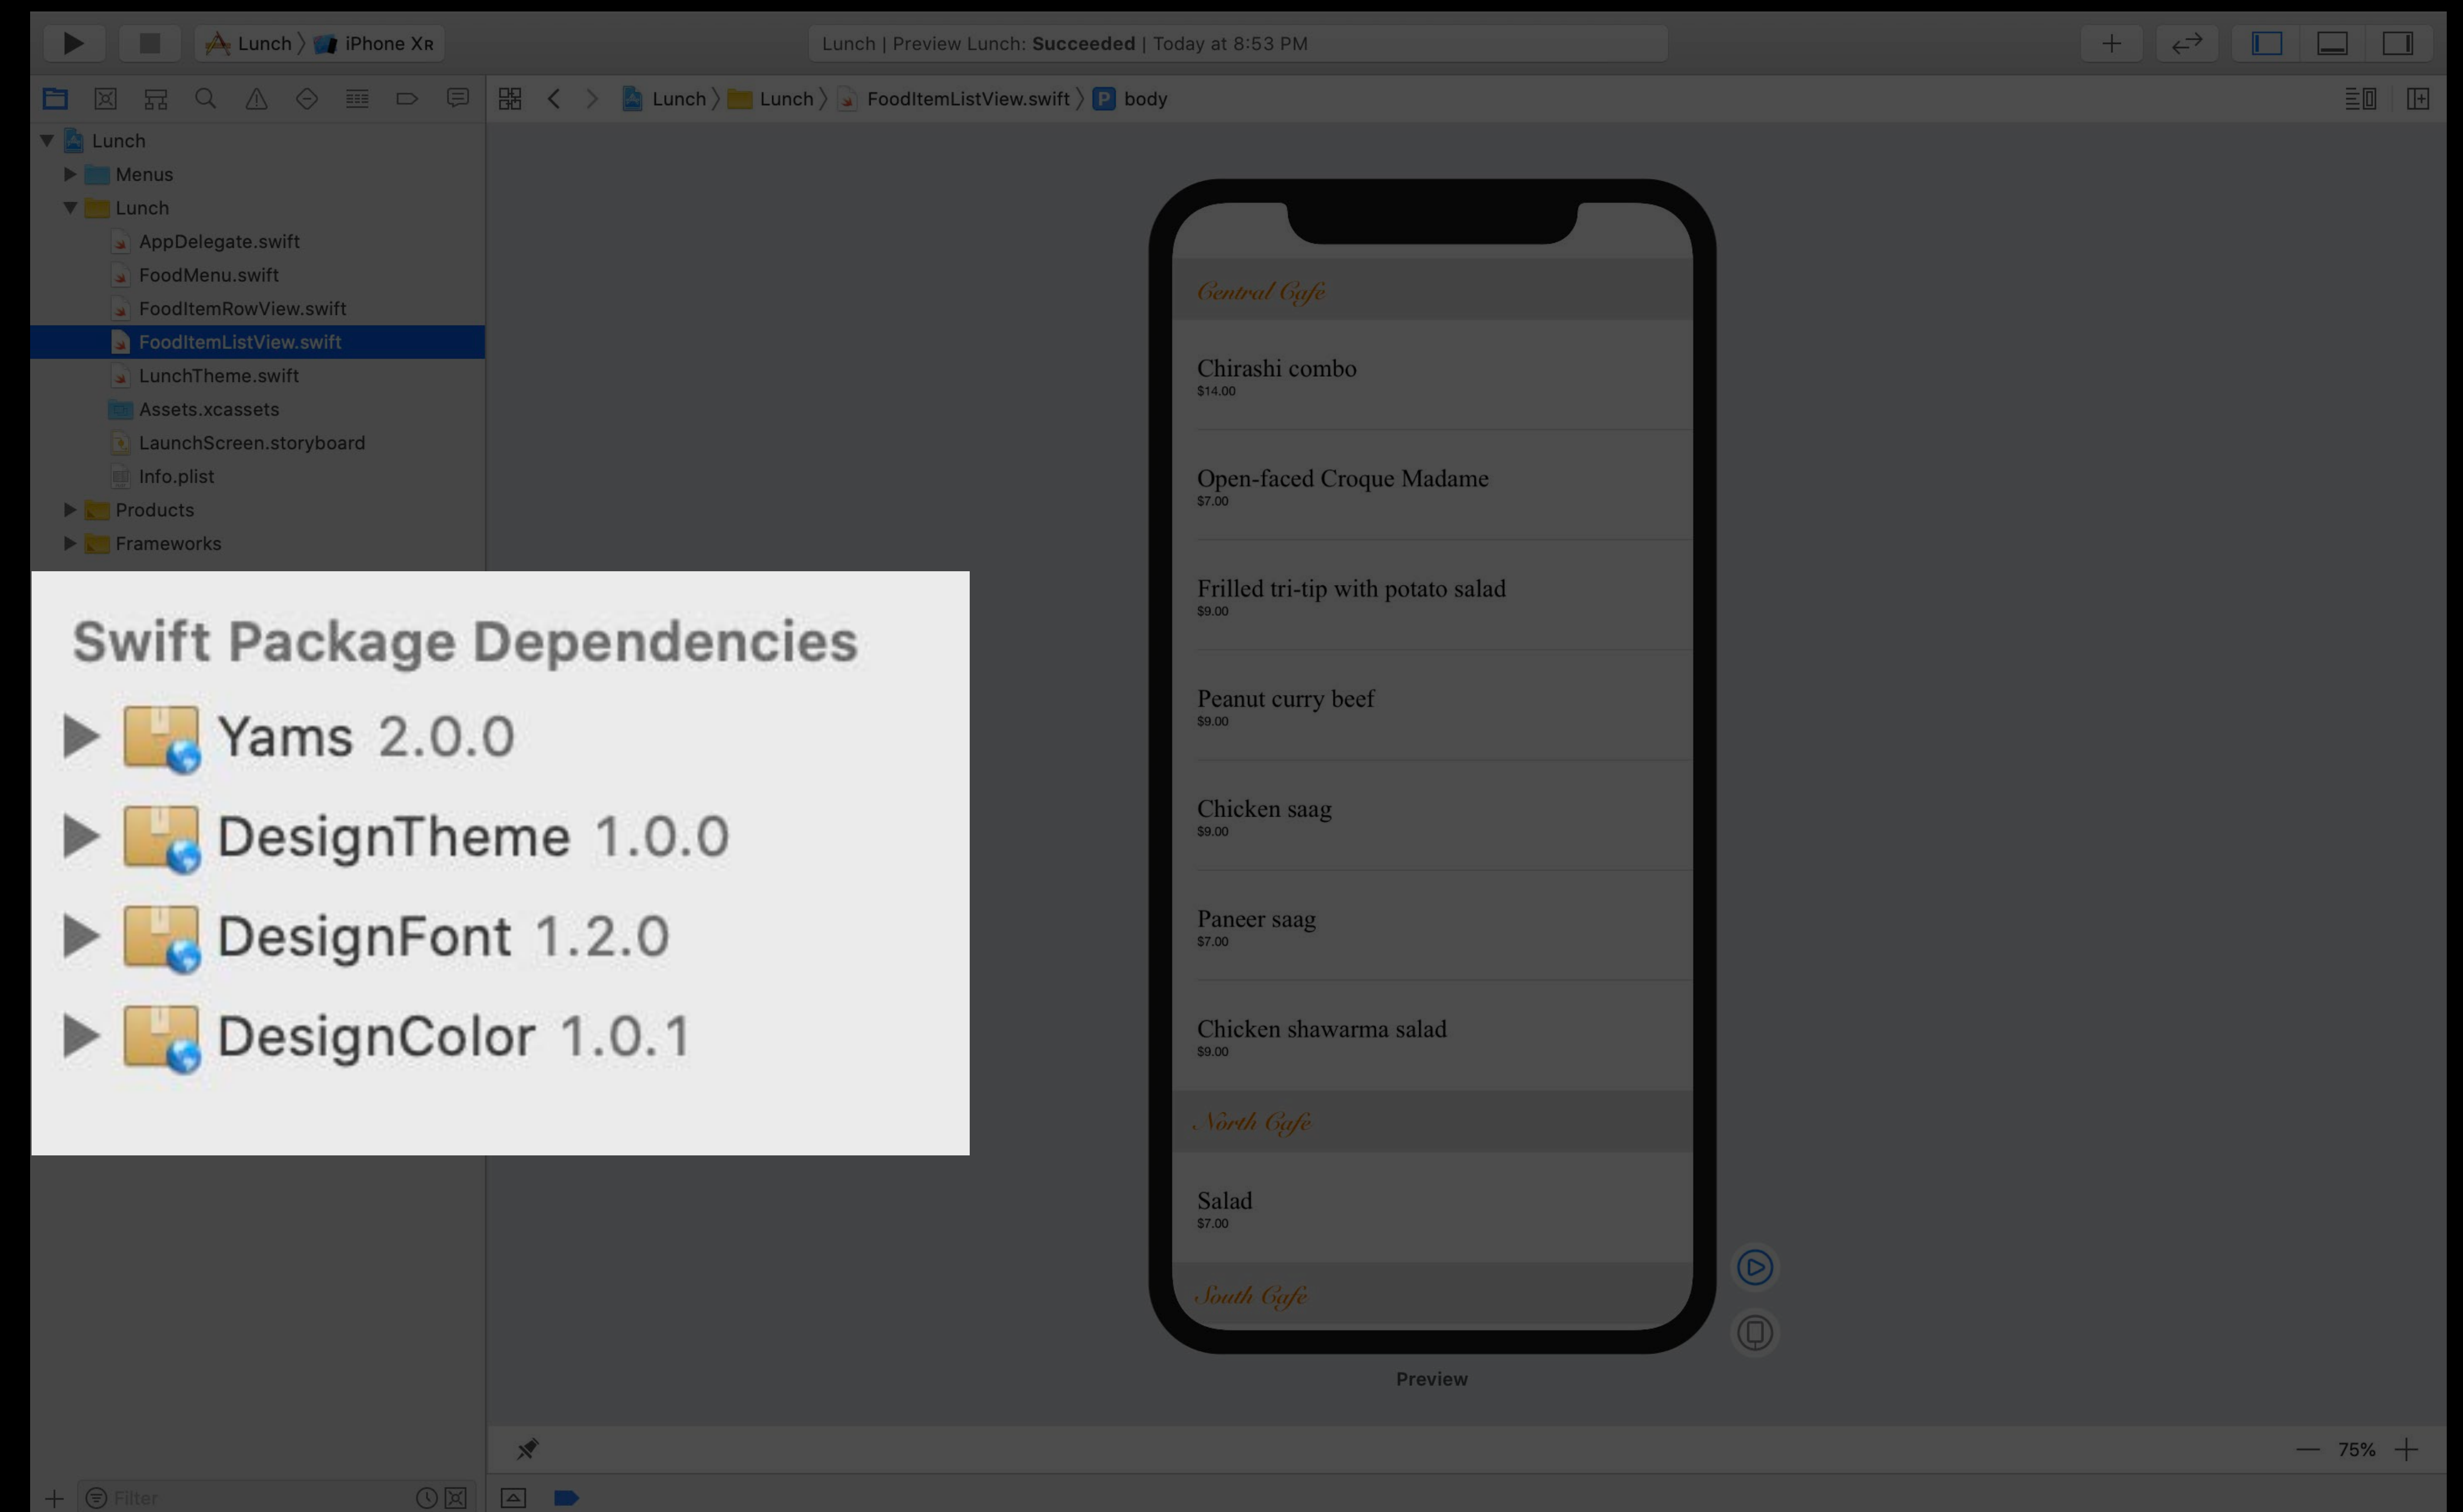 Lunch 〉 iPhone XR
Lunch | Preview Lunch: Succeeded | Today at 8:53 PM
Lunch 〉 Lunch 〉 FoodItemListView.swift 〉 P body
Lunch
Menus
Lunch
AppDelegate.swift
FoodMenu.swift
FoodItemRowView.swift
FoodItemListView.swift
LunchTheme.swift
Assets.xcassets
LaunchScreen.storyboard
Info.plist
Products
Frameworks
Swift Package Dependencies
Yams 2.0.0
DesignTheme 1.0.0
DesignFont 1.2.0
DesignColor 1.0.1
Filter
Central Cafe
Chirashi combo
$14.00
Open-faced Croque Madame
$7.00
Frilled tri-tip with potato salad
$9.00
Peanut curry beef
$9.00
Chicken saag
$9.00
Paneer saag
$7.00
Chicken shawarma salad
$9.00
North Cafe
Salad
$7.00
South Cafe
Preview
75%